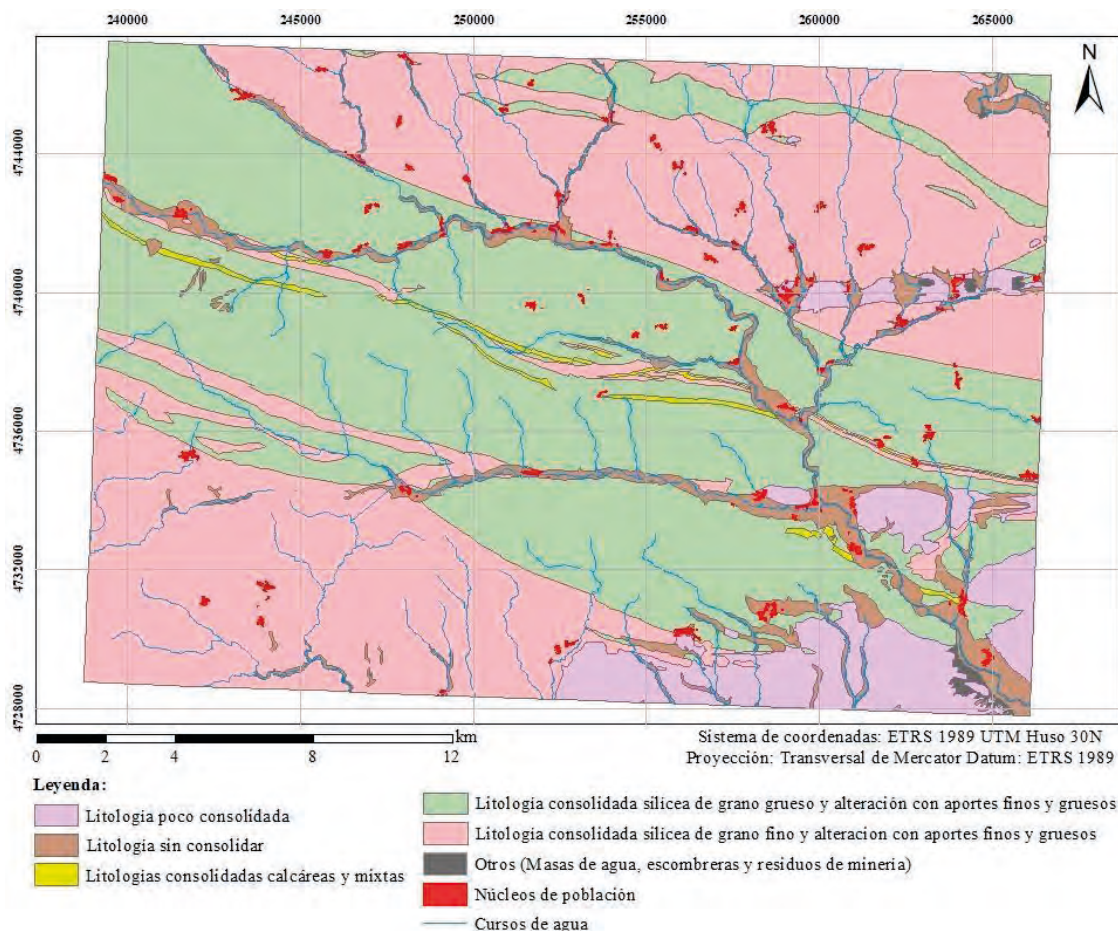 240000 245000 250000 255000 260000 265000
N
4744000
4740000
4736000
4732000
4728000
km
0 2 4 8 12
Sistema de coordenadas: ETRS 1989 UTM Huso 30N
Proyección: Transversal de Mercator Datum: ETRS 1989
Leyenda:
Litologia poco consolidada
Litologia sin consolidar
Litologias consolidadas calcáreas y mixtas
Litologia consolidada silicea de grano grueso y alteración con aportes finos y gruesos
Litologia consolidada silicea de grano fino y alteracion con aportes finos y gruesos
Otros (Masas de agua, escombreras y residuos de mineria)
Núcleos de población
Cursos de agua